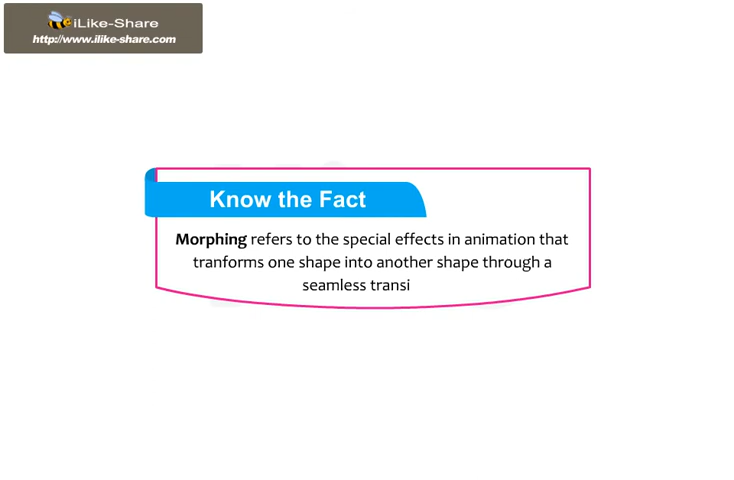 iLike-Share
http://www.ilike-share.com
Know the Fact
Morphing refers to the special effects in animation that
tranforms one shape into another shape through a
seamless transi